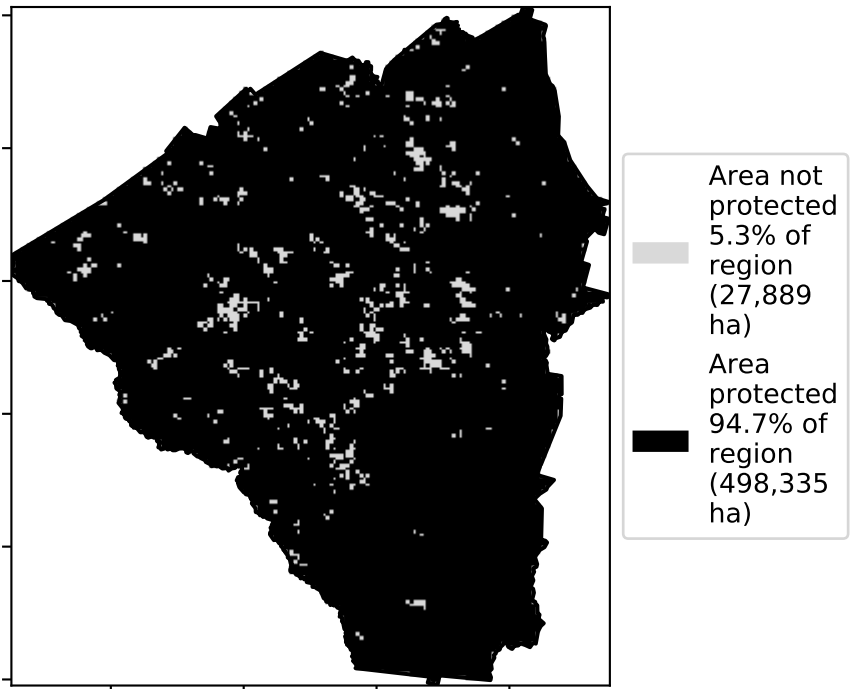 Area not
protected
5.3% of
region
(27,889
ha)
Area
protected
94.7% of
region
(498,335
ha)